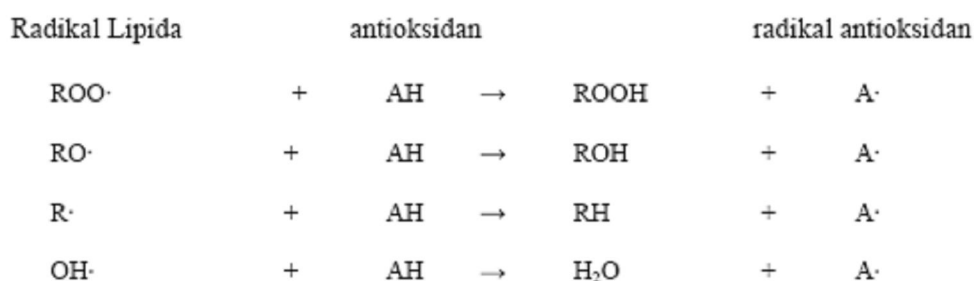 Radikal Lipida antioksidan radikal antioksidan
ROO· + AH → ROOH + A·
RO· + AH → ROH + A·
R· + AH → RH + A·
OH· + AH → H₂O + A·